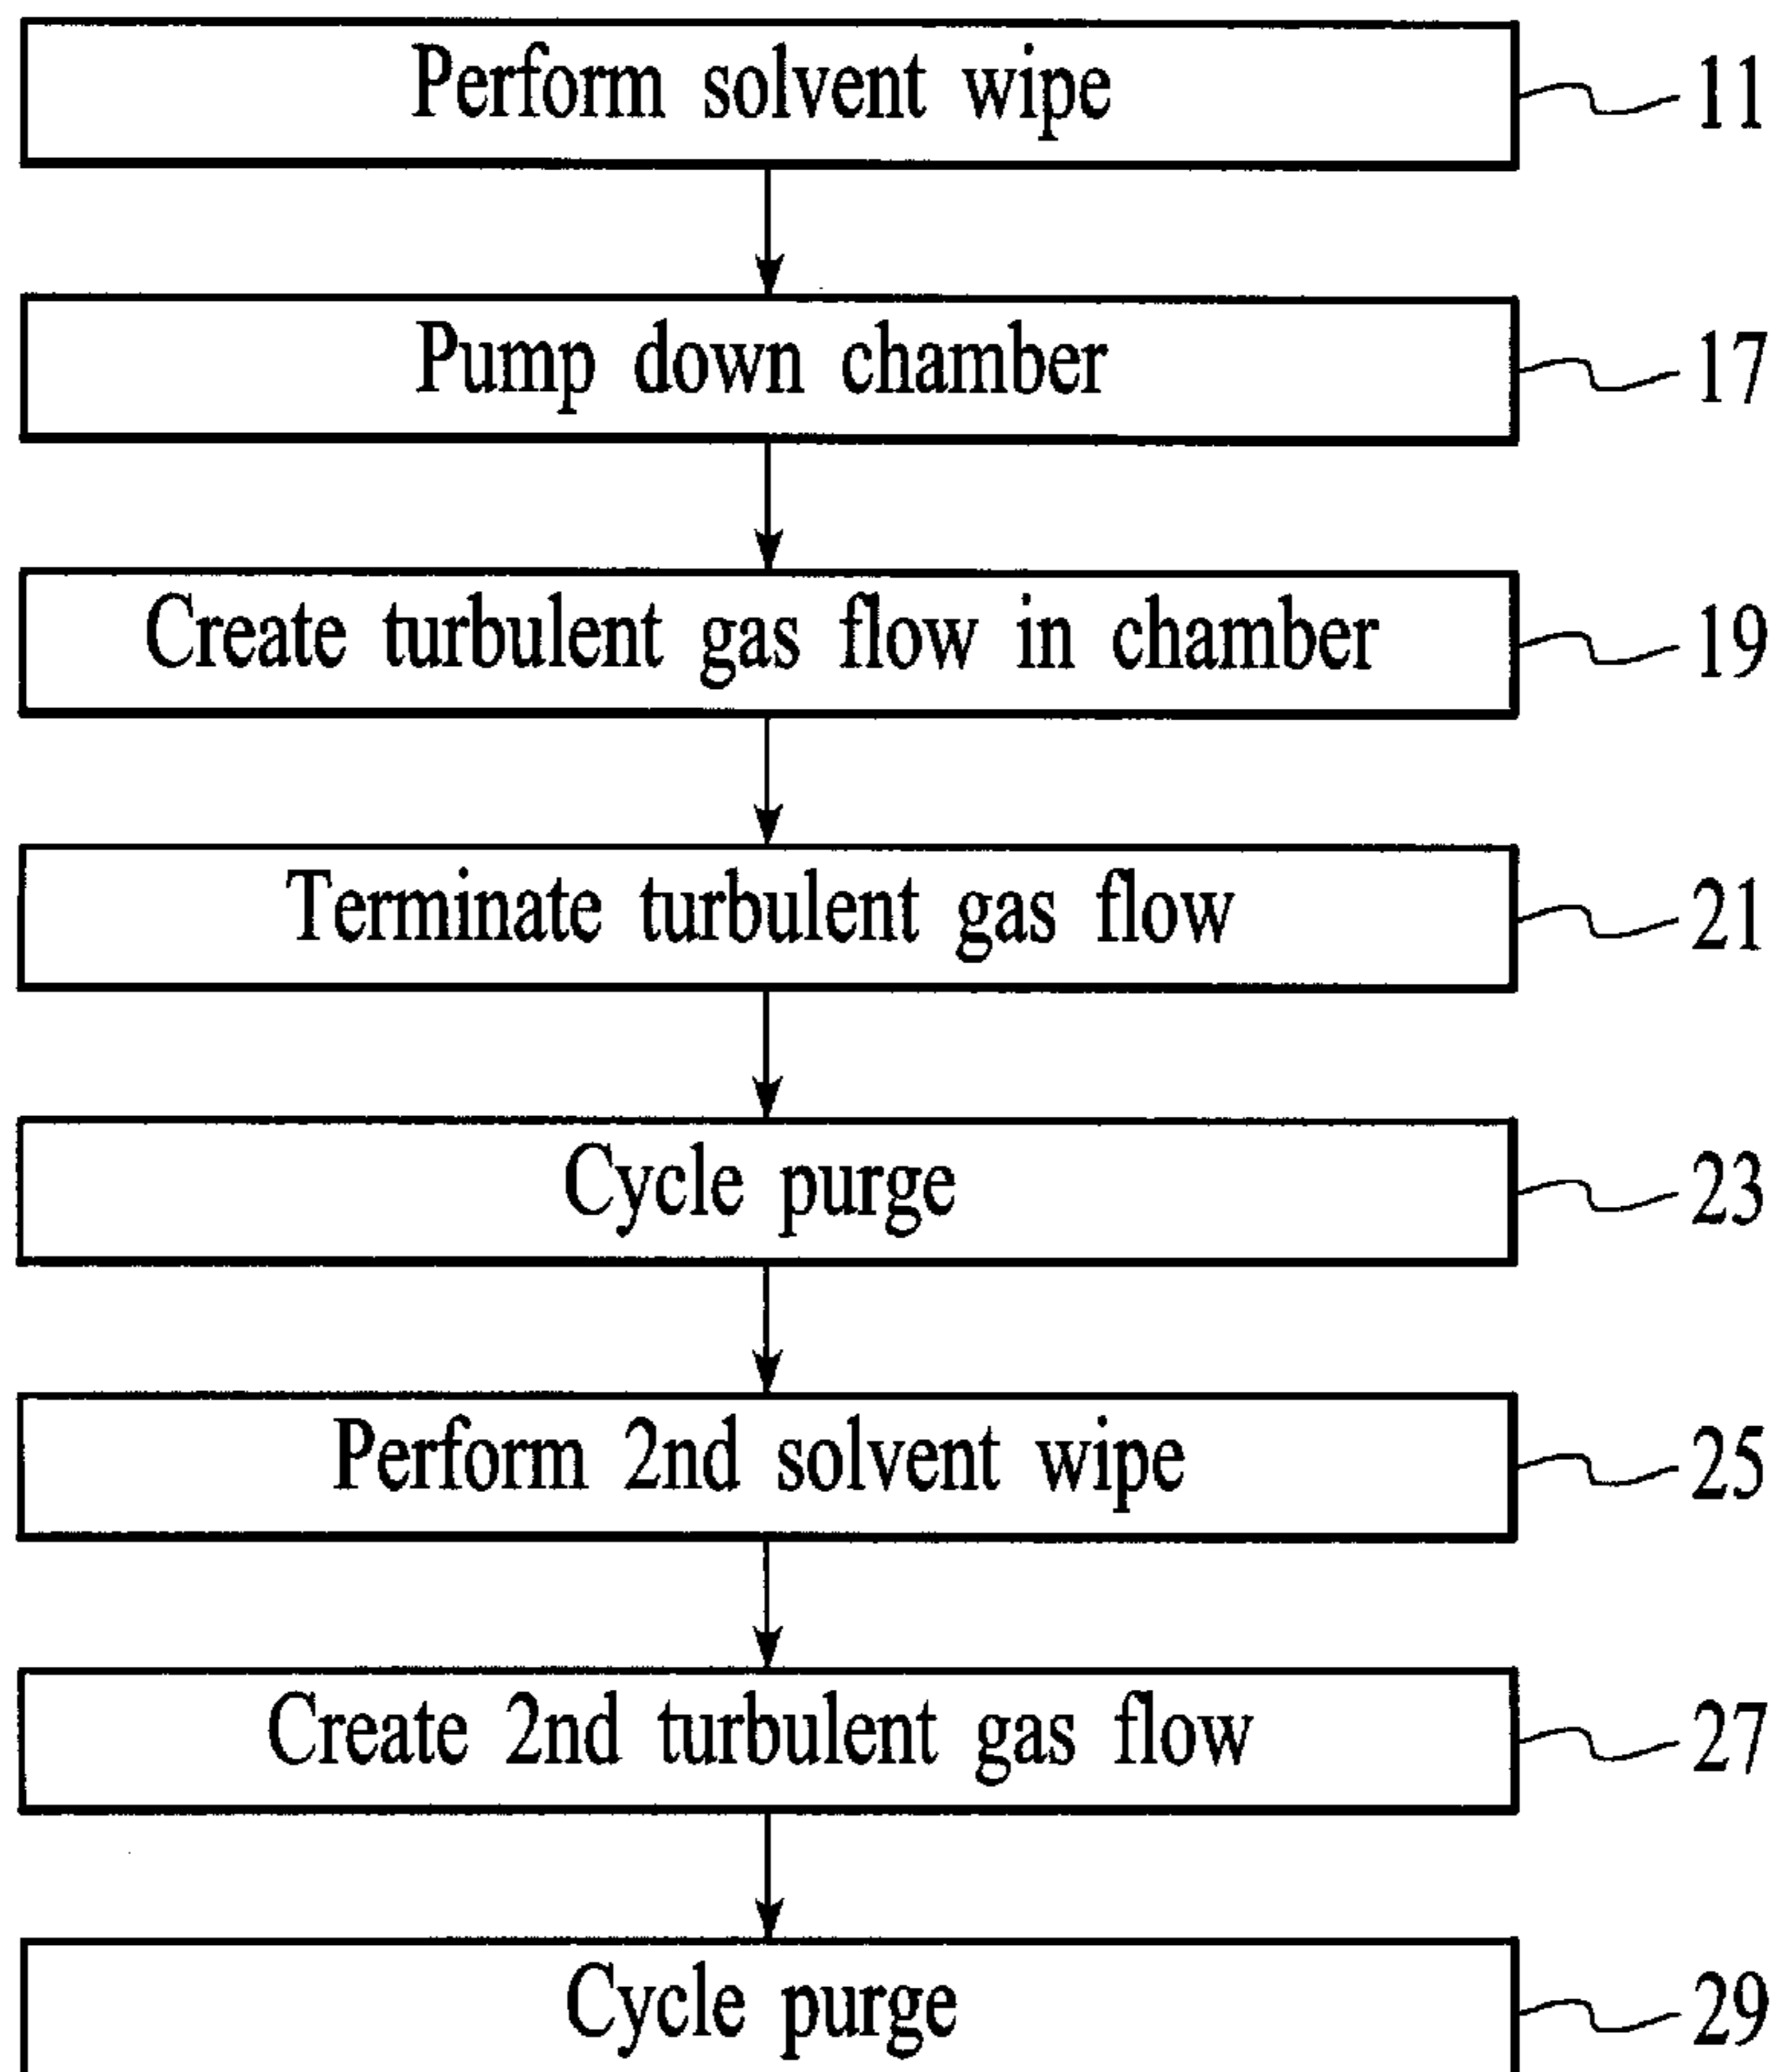 Perform solvent wipe 11
Pump down chamber 17
Create turbulent gas flow in chamber 19
Terminate turbulent gas flow 21
Cycle purge 23
Perform 2nd solvent wipe 25
Create 2nd turbulent gas flow 27
Cycle purge 29